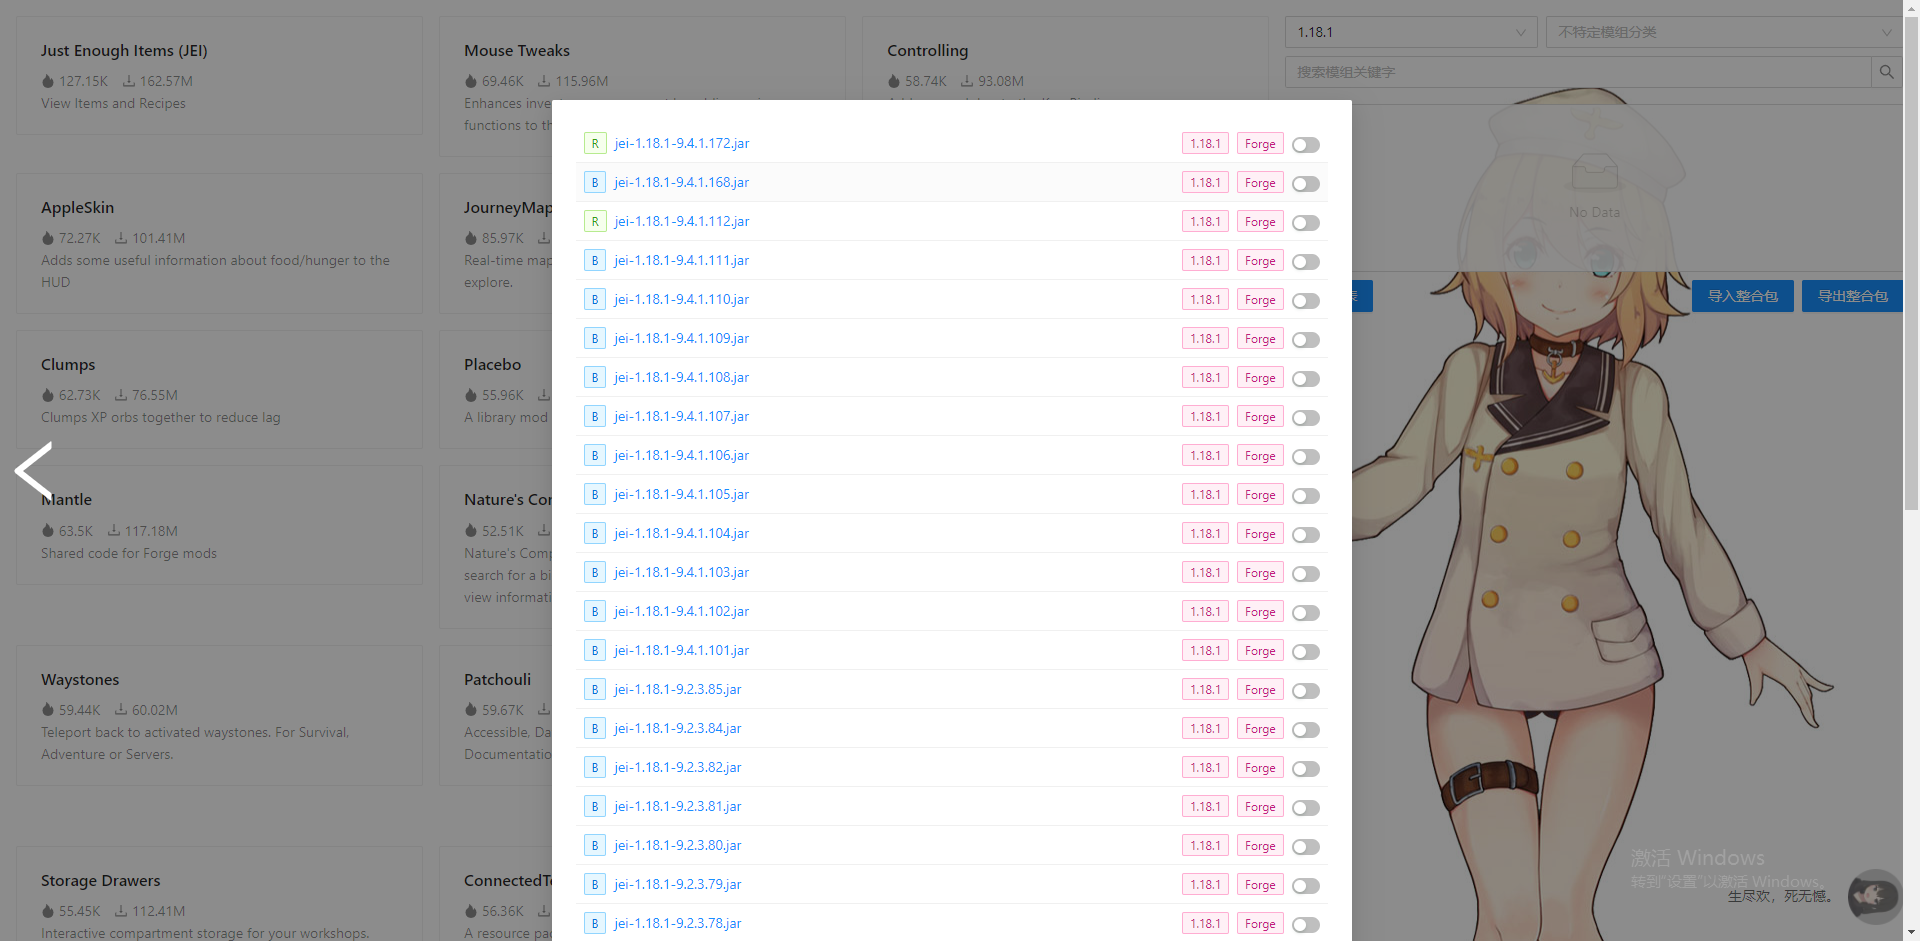 Just Enough Items (JEI)
127.15K 162.57M
View Items and Recipes
Mouse Tweaks
69.46K 115.96M
Enhances
functions to
Controlling
58.74K 93.08M
1.18.1
不特定模组分类
搜索模组关键字
No Data
导入整合包
导出整合包
AppleSkin
72.27K 101.41M
Adds some useful information about food/hunger to the
HUD
JourneyMap
85.97K
Real-time
explore.
Clumps
62.73K 76.55M
Clumps XP orbs together to reduce lag
Placebo
55.96K
A library mod
Mantle
63.5K 117.18M
Shared code for Forge mods
Nature's
52.51K
Nature's
search for a
view
Waystones
59.44K 60.02M
Teleport back to activated waystones. For Survival,
Adventure or Servers.
Patchouli
59.67K
Accessible,
Storage Drawers
55.45K 112.41M
Interactive compartment storage for your workshops.
56.36K
A resource
R jei-1.18.1-9.4.1.172.jar 1.18.1 Forge
B jei-1.18.1-9.4.1.168.jar 1.18.1 Forge
R jei-1.18.1-9.4.1.112.jar 1.18.1 Forge
B jei-1.18.1-9.4.1.111.jar 1.18.1 Forge
B jei-1.18.1-9.4.1.110.jar 1.18.1 Forge
B jei-1.18.1-9.4.1.109.jar 1.18.1 Forge
B jei-1.18.1-9.4.1.108.jar 1.18.1 Forge
B jei-1.18.1-9.4.1.107.jar 1.18.1 Forge
B jei-1.18.1-9.4.1.106.jar 1.18.1 Forge
B jei-1.18.1-9.4.1.105.jar 1.18.1 Forge
B jei-1.18.1-9.4.1.104.jar 1.18.1 Forge
B jei-1.18.1-9.4.1.103.jar 1.18.1 Forge
B jei-1.18.1-9.4.1.102.jar 1.18.1 Forge
B jei-1.18.1-9.4.1.101.jar 1.18.1 Forge
B jei-1.18.1-9.2.3.85.jar 1.18.1 Forge
B jei-1.18.1-9.2.3.84.jar 1.18.1 Forge
B jei-1.18.1-9.2.3.82.jar 1.18.1 Forge
B jei-1.18.1-9.2.3.81.jar 1.18.1 Forge
B jei-1.18.1-9.2.3.80.jar 1.18.1 Forge
B jei-1.18.1-9.2.3.79.jar 1.18.1 Forge
B jei-1.18.1-9.2.3.78.jar 1.18.1 Forge
激活 Windows
转到"设置"以激活 Windows。
生尽欢，死无憾。